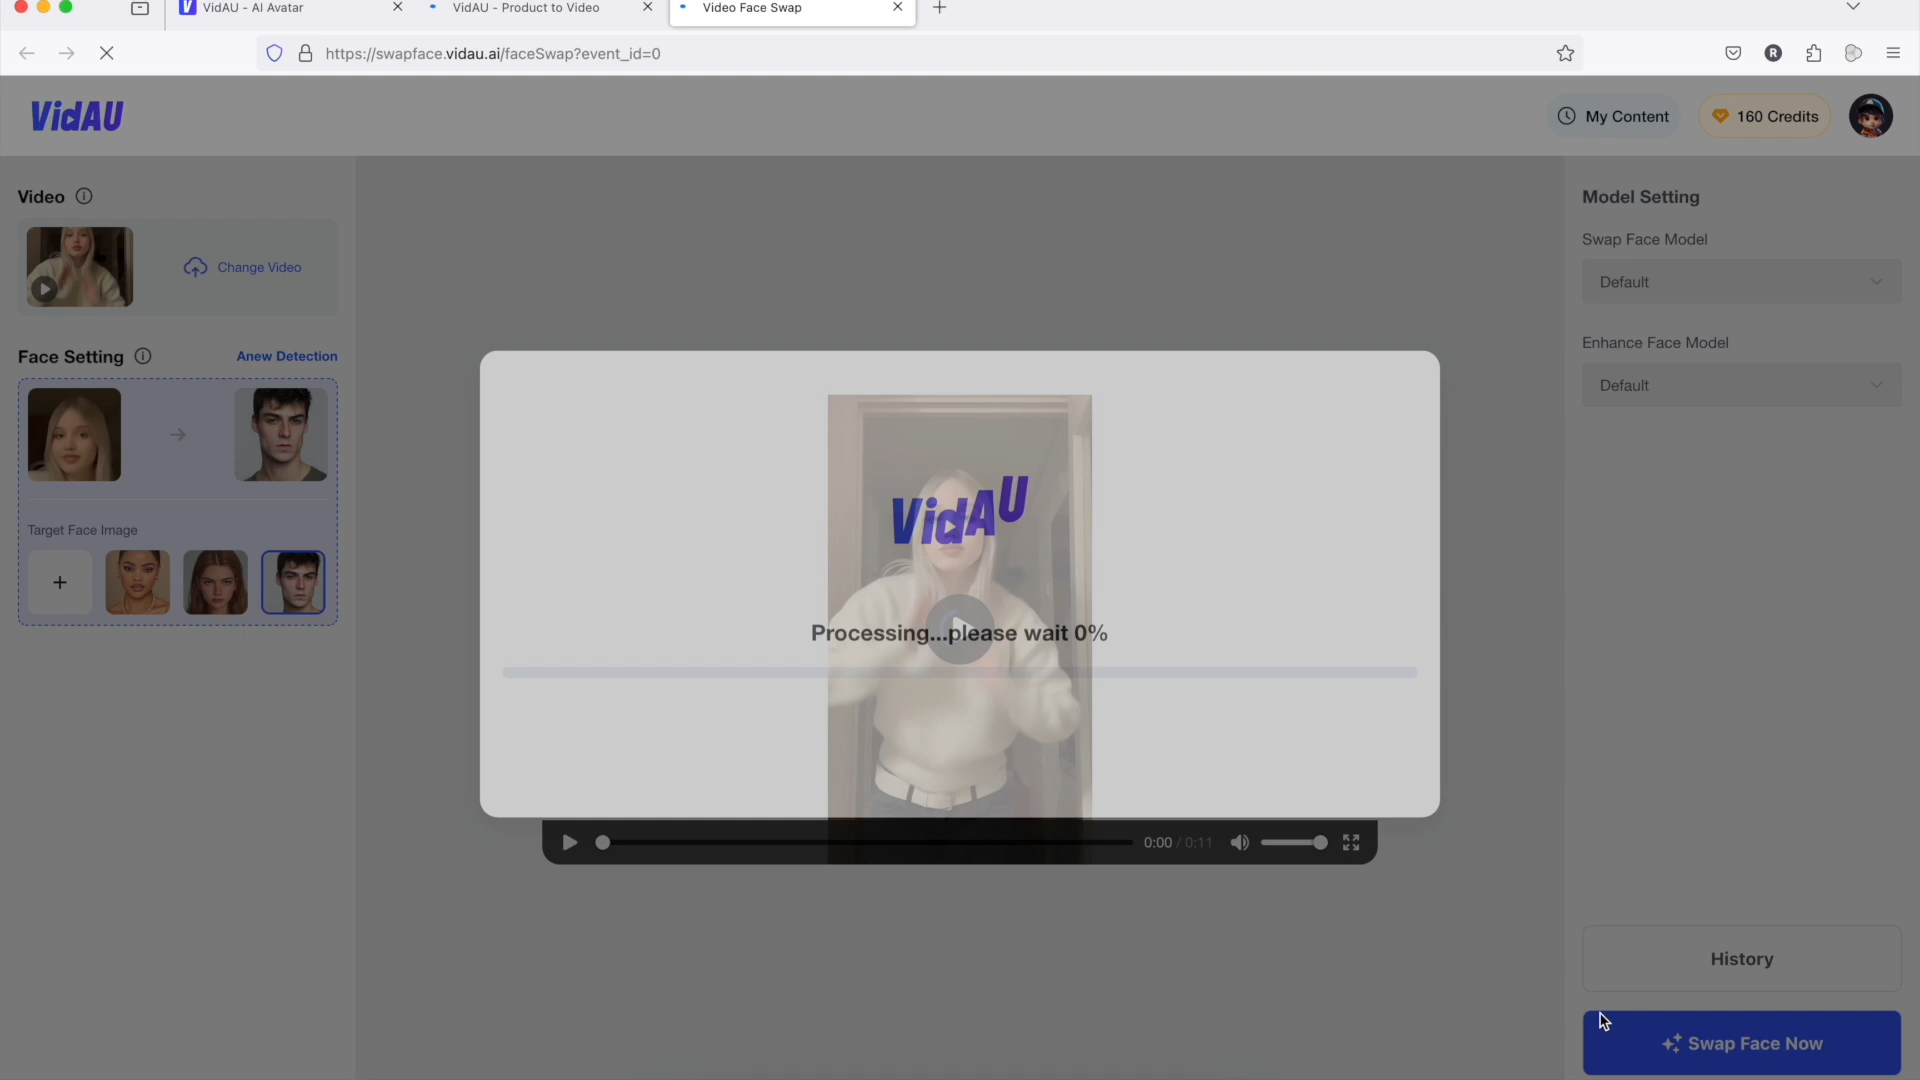 VidAU - AI Avatar
VidAU - Product to Video
Video Face Swap
https://swapface.vidau.ai/faceSwap?event_id=0
R
VidAU
My Content
160 Credits
Video
Change Video
Face Setting
Anew Detection
Target Face Image
VidAU
Processing...please wait 0%
0:00 / 0:11
Model Setting
Swap Face Model
Default
Enhance Face Model
Default
History
Swap Face Now